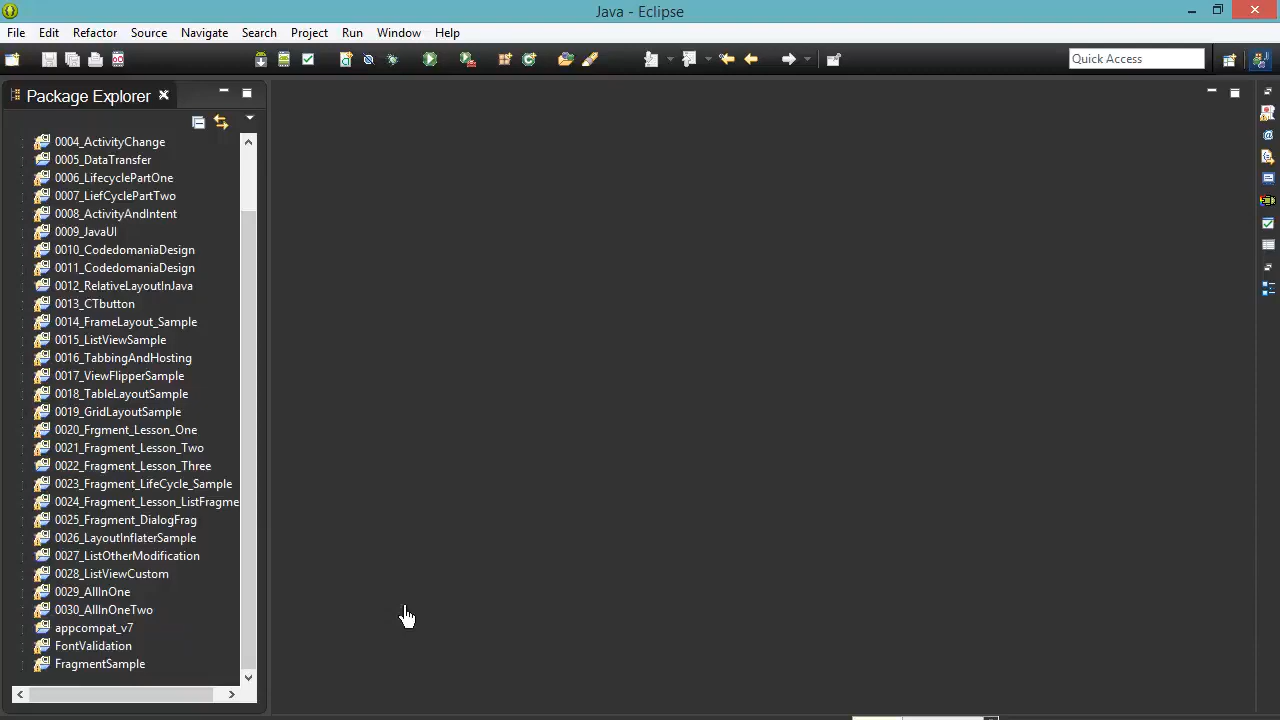 Java - Eclipse
File Edit Refactor Source Navigate Search Project Run Window Help
Quick Access
Package Explorer
0004_ActivityChange
0005_DataTransfer
0006_LifecyclePartOne
0007_LiefCyclePartTwo
0008_ActivityAndIntent
0009_JavaUI
0010_CodedomaniaDesign
0011_CodedomaniaDesign
0012_RelativeLayoutInJava
0013_CTbutton
0014_FrameLayout_Sample
0015_ListViewSample
0016_TabbingAndHosting
0017_ViewFlipperSample
0018_TableLayoutSample
0019_GridLayoutSample
0020_Frgment_Lesson_One
0021_Fragment_Lesson_Two
0022_Fragment_Lesson_Three
0023_Fragment_LifeCycle_Sample
0024_Fragment_Lesson_ListFragme
0025_Fragment_DialogFrag
0026_LayoutInflaterSample
0027_ListOtherModification
0028_ListViewCustom
0029_AllInOne
0030_AllInOneTwo
appcompat_v7
FontValidation
FragmentSample